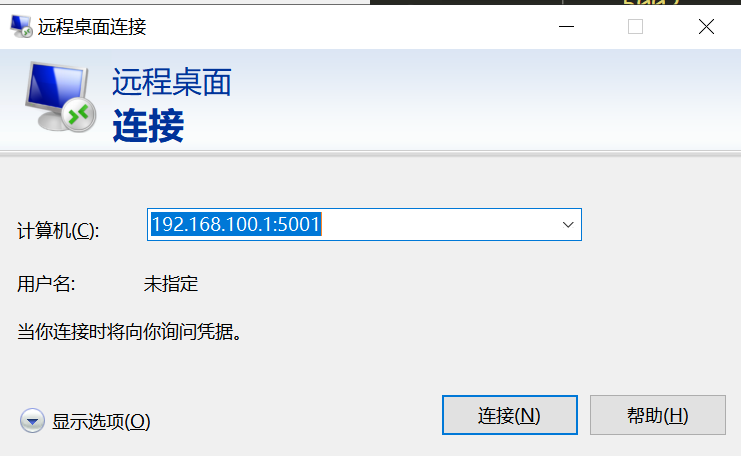 远程桌面连接
远程桌面
连接
计算机(C):
192.168.100.1:5001
用户名:
未指定
当你连接时将向你询问凭据。
显示选项(O)
连接(N)
帮助(H)